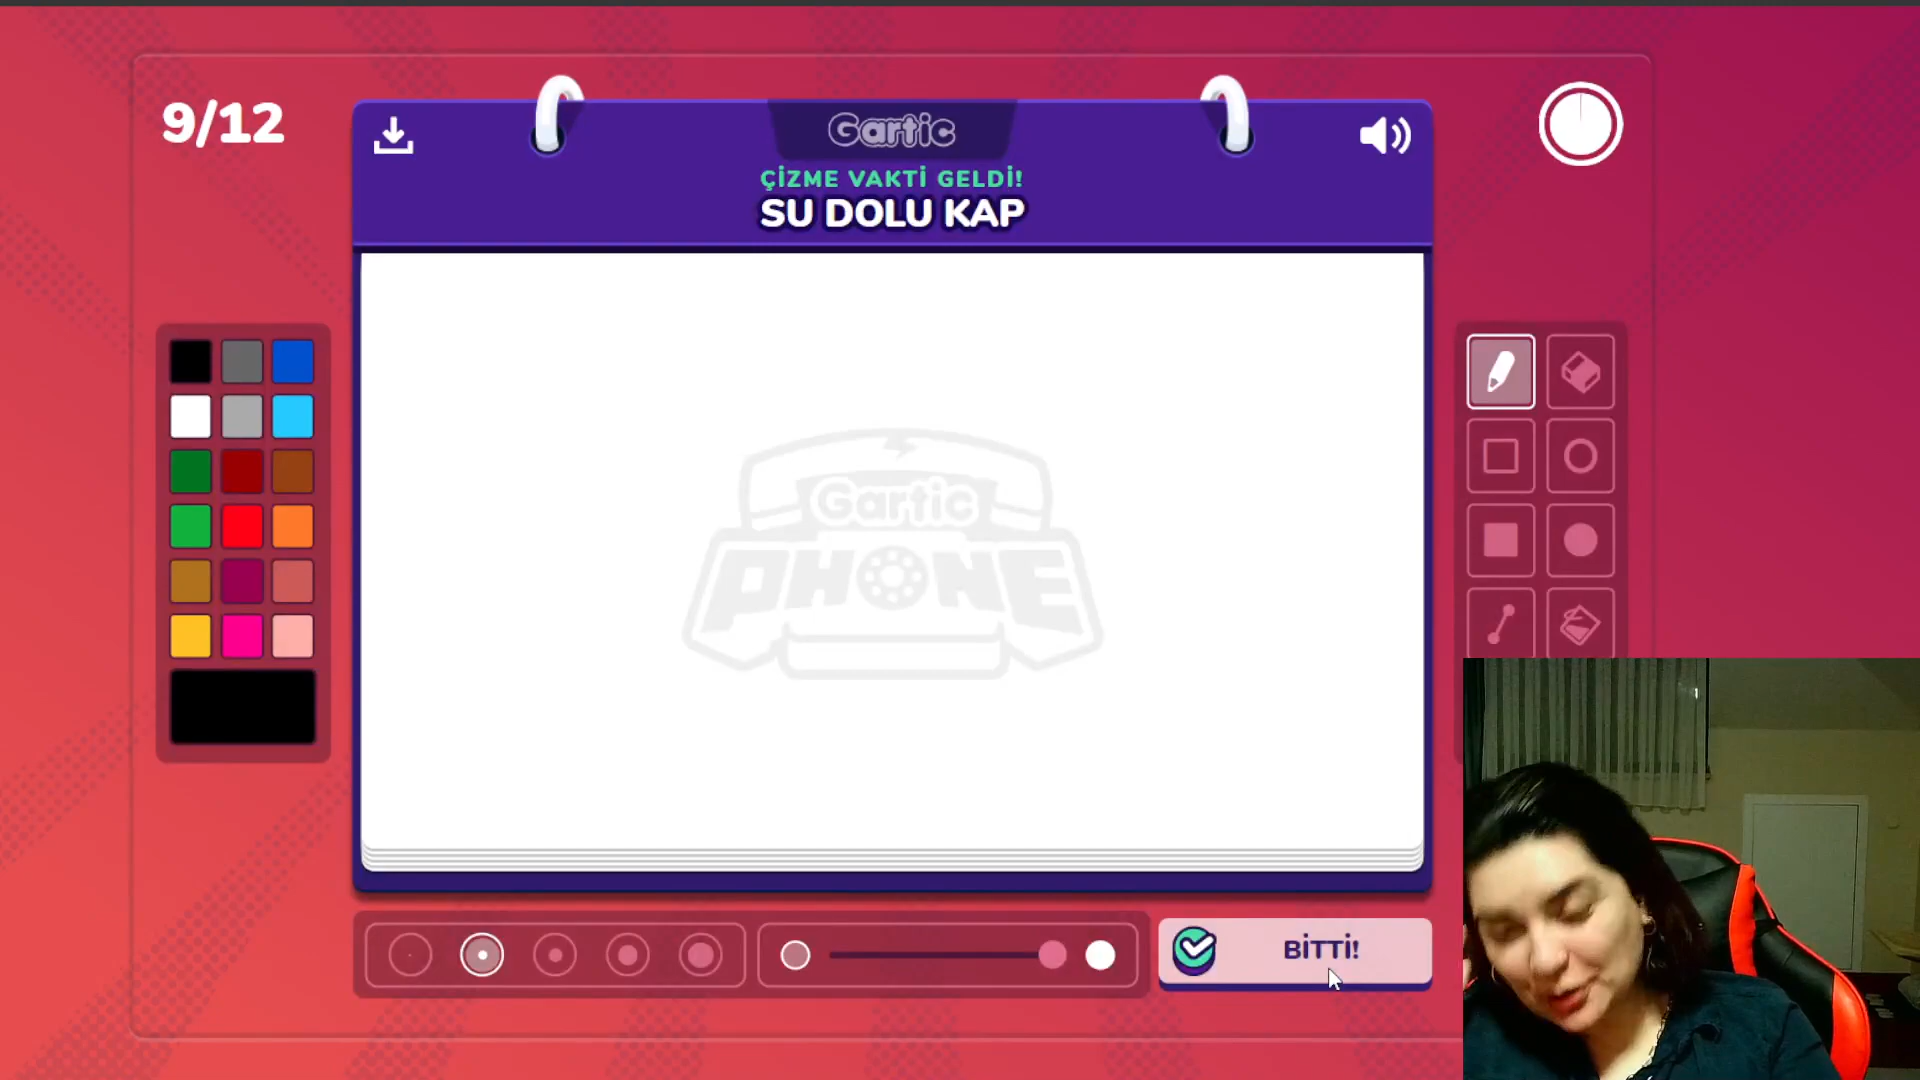 9/12
Gartic
ÇİZME VAKTİ GELDİ!
SU DOLU KAP
Gartic
PHONE
BİTTİ!